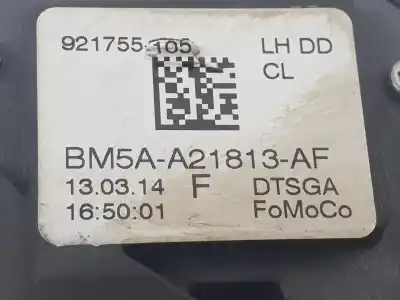 921755-105 LH DD
CL
BM5A-A21813-AF
13.03.14 F DTSGA
16:50:01 FoMoCo